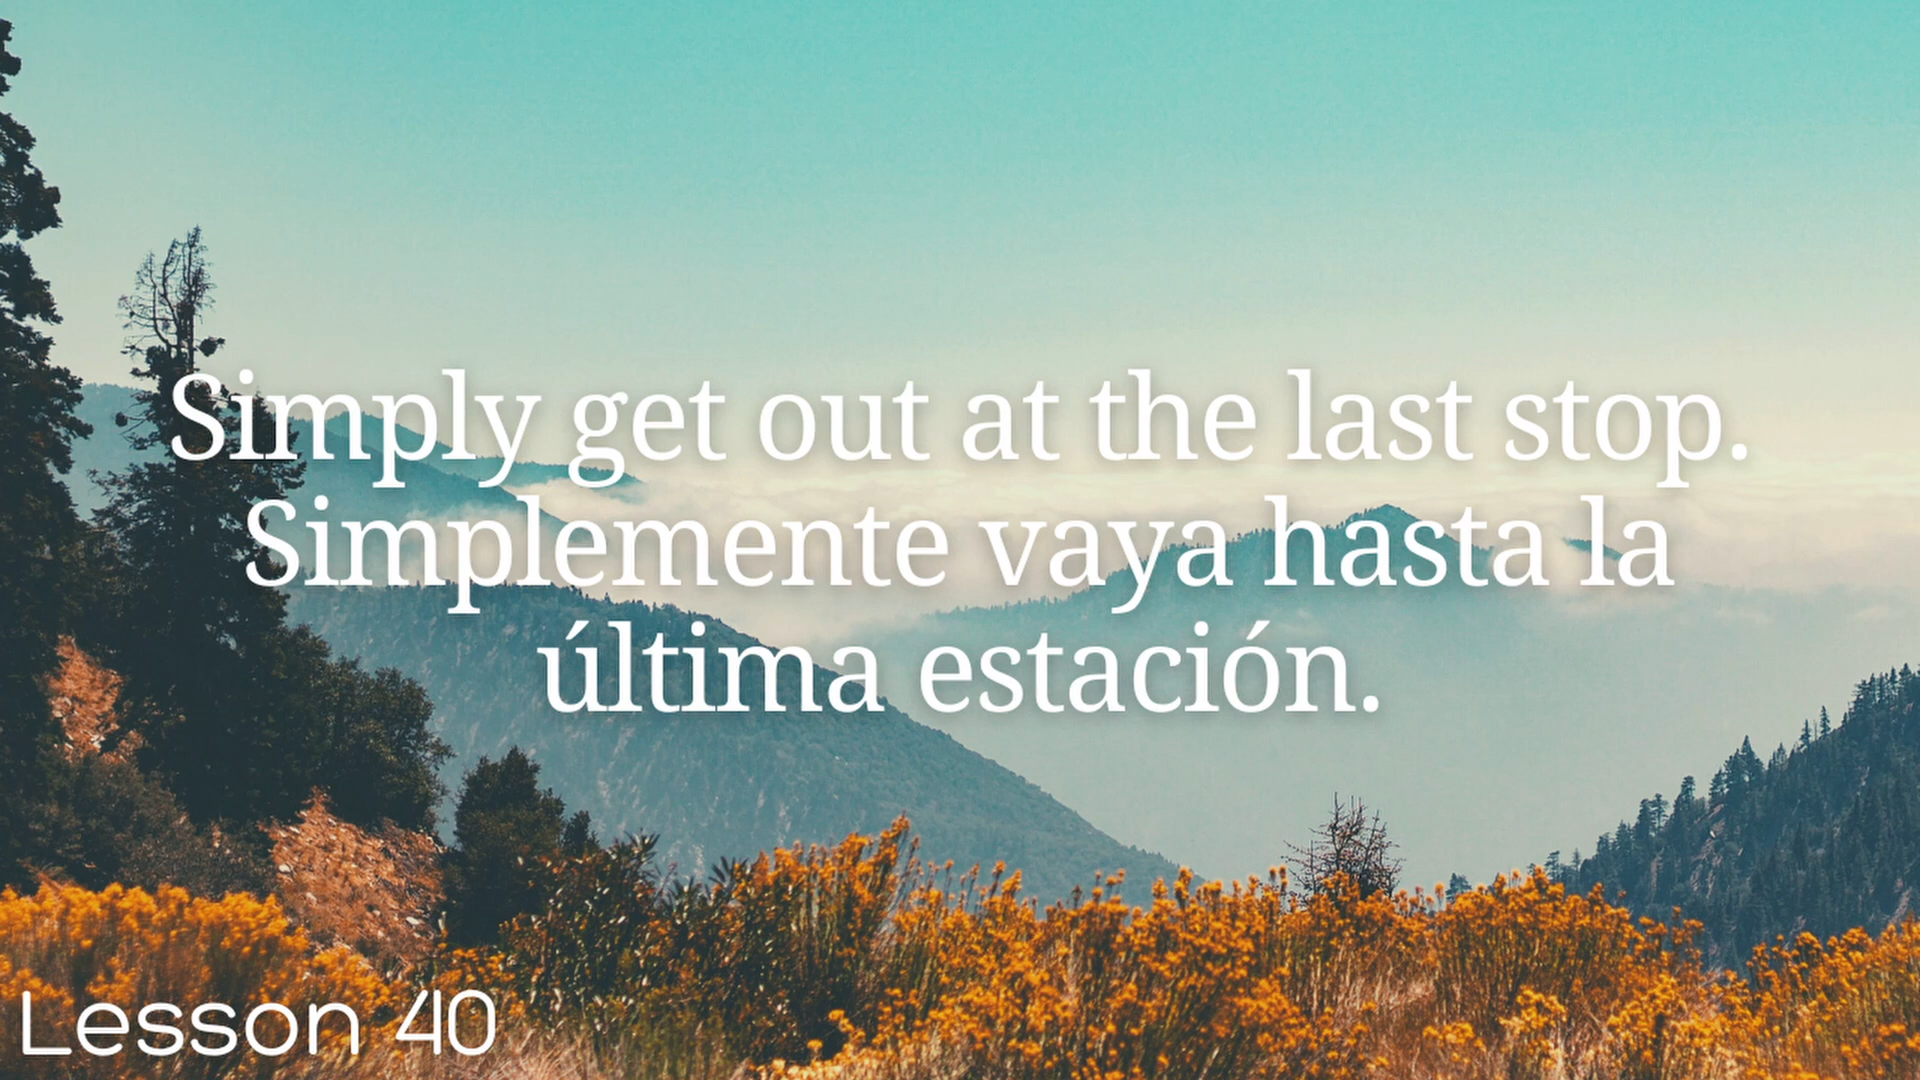 Simply get out at the last stop.
Simplemente vaya hasta la
última estación.
Lesson 40